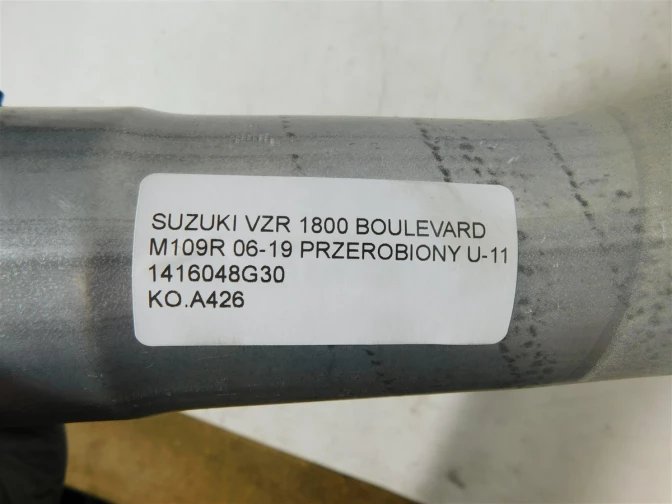 SUZUKI VZR 1800 BOULEVARD
M109R 06-19 PRZEROBIONY U-11
1416048G30
KO.A426